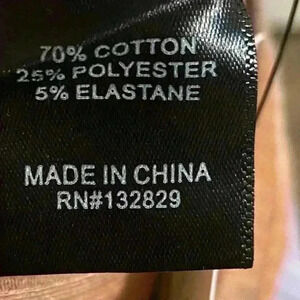 70% COTTON
25% POLYESTER
5% ELASTANE
MADE IN CHINA
RN#132829